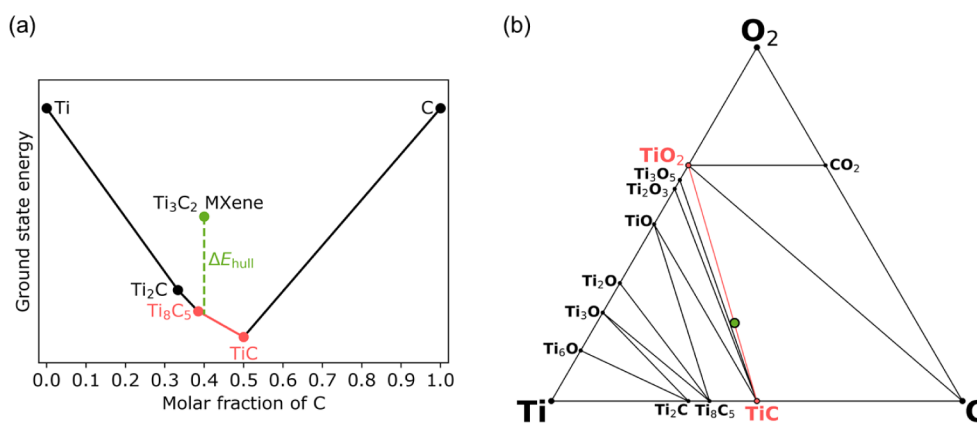 (a)
Ground state energy
Ti
C
Ti₃C₂ MXene
ΔE_hull
Ti₂C
Ti₈C₅
TiC
0.0 0.1 0.2 0.3 0.4 0.5 0.6 0.7 0.8 0.9 1.0
Molar fraction of C
(b)
O₂
TiO₂
CO₂
Ti₃O₅
Ti₂O₃
TiO
Ti₂O
Ti₃O
Ti₆O
Ti
Ti₂C
Ti₈C₅
TiC
C